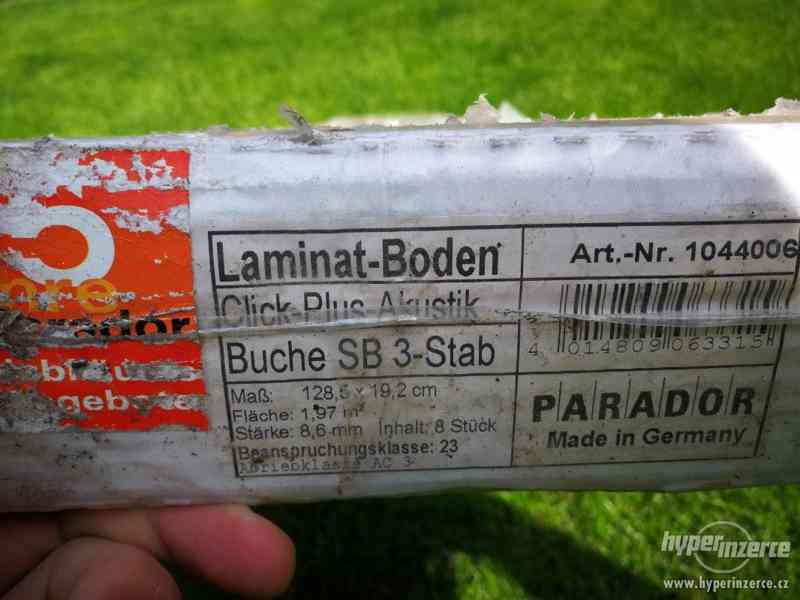 5
Laminat-Boden
Art.-Nr. 1044006
Click-Plus-Akustik
Buche SB 3-Stab
4 014809 063315
Maß: 128,5 x 19,2 cm
Fläche: 1,97 m²
Stärke: 8,6 mm Inhalt: 8 Stück
Beanspruchungsklasse: 23
Abriebklasse AC 3
PARADOR
Made in Germany
hyperinzerce
www.hyperinzerce.cz